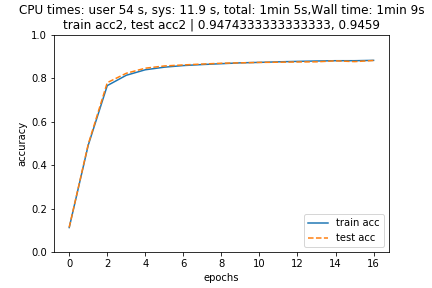 CPU times: user 54 s, sys: 11.9 s, total: 1min 5s,Wall time: 1min 9s
train acc2, test acc2 | 0.9474333333333333, 0.9459
1.0
0.8
0.6
0.4
0.2
0.0
accuracy
train acc
test acc
0 2 4 6 8 10 12 14 16
epochs